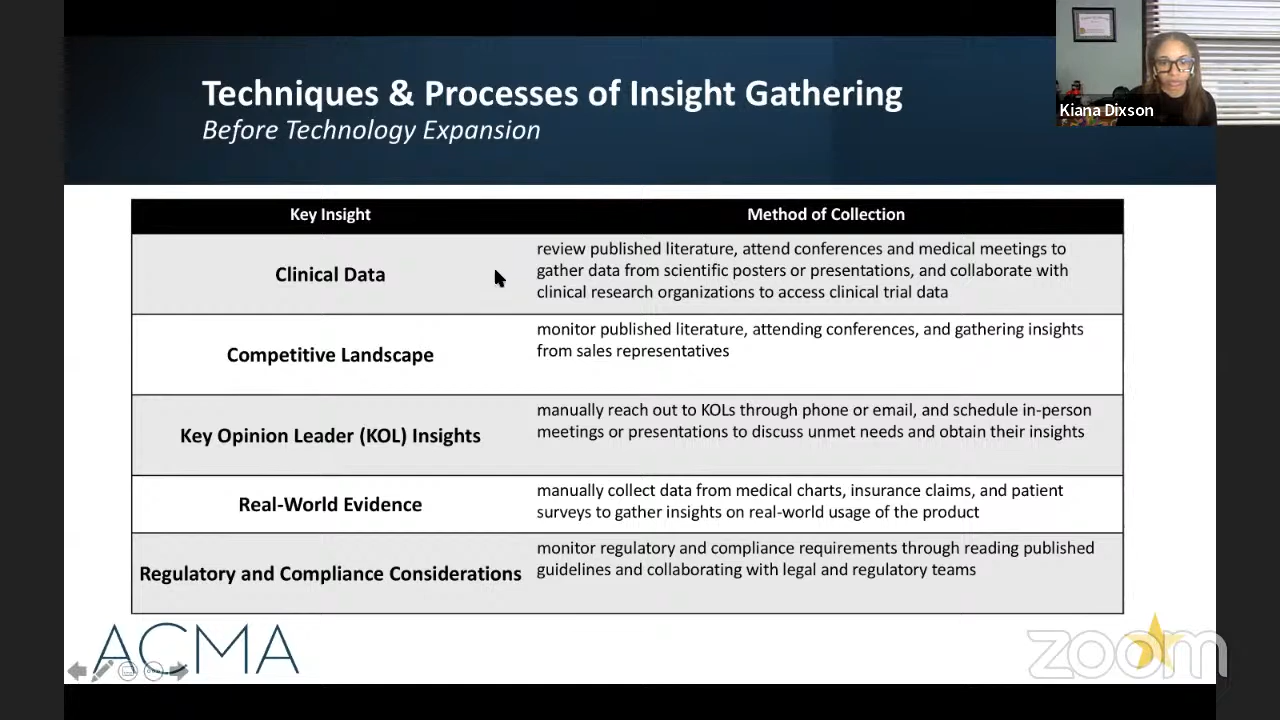 Techniques & Processes of Insight Gathering
Before Technology Expansion
Kiana Dixson
Key Insight
Method of Collection
Clinical Data
review published literature, attend conferences and medical meetings to
gather data from scientific posters or presentations, and collaborate with
clinical research organizations to access clinical trial data
Competitive Landscape
monitor published literature, attending conferences, and gathering insights
from sales representatives
Key Opinion Leader (KOL) Insights
manually reach out to KOLs through phone or email, and schedule in-person
meetings or presentations to discuss unmet needs and obtain their insights
Real-World Evidence
manually collect data from medical charts, insurance claims, and patient
surveys to gather insights on real-world usage of the product
Regulatory and Compliance Considerations
monitor regulatory and compliance requirements through reading published
guidelines and collaborating with legal and regulatory teams
ACMA
zoom